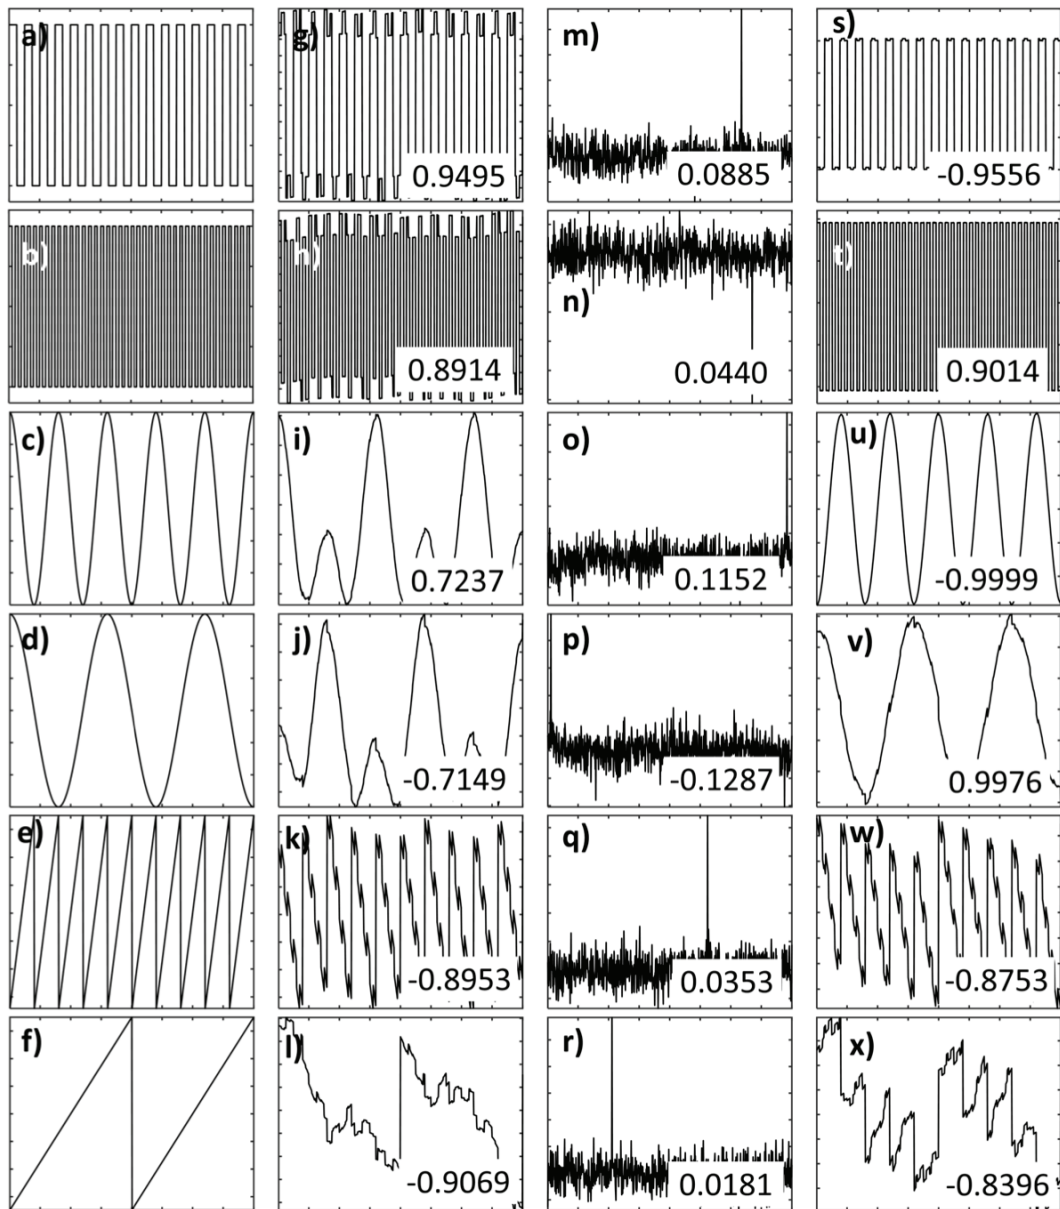 a)
g)
0.9495
m)
0.0885
s)
-0.9556
b)
h)
0.8914
n)
0.0440
t)
0.9014
c)
i)
0.7237
o)
0.1152
u)
-0.9999
d)
j)
-0.7149
p)
-0.1287
v)
0.9976
e)
k)
-0.8953
q)
0.0353
w)
-0.8753
f)
l)
-0.9069
r)
0.0181
x)
-0.8396